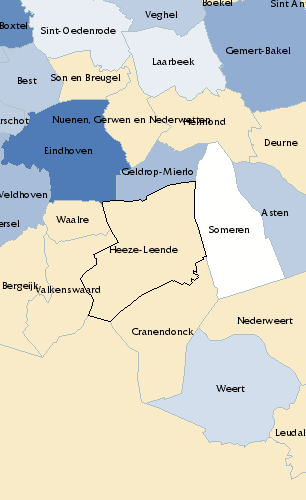 Boekel
Sint An
Veghel
Boxtel
Sint-Oedenrode
Gemert-Bakel
Laarbeek
Son en Breugel
Best
rschot
Nuenen, Gerwen en Nederwetten
Helmond
Deurne
Eindhoven
Geldrop-Mierlo
Veldhoven
Asten
Waalre
ersel
Someren
Heeze-Leende
Bergeijk
Valkenswaard
Nederweert
Cranendonck
Weert
Leudal